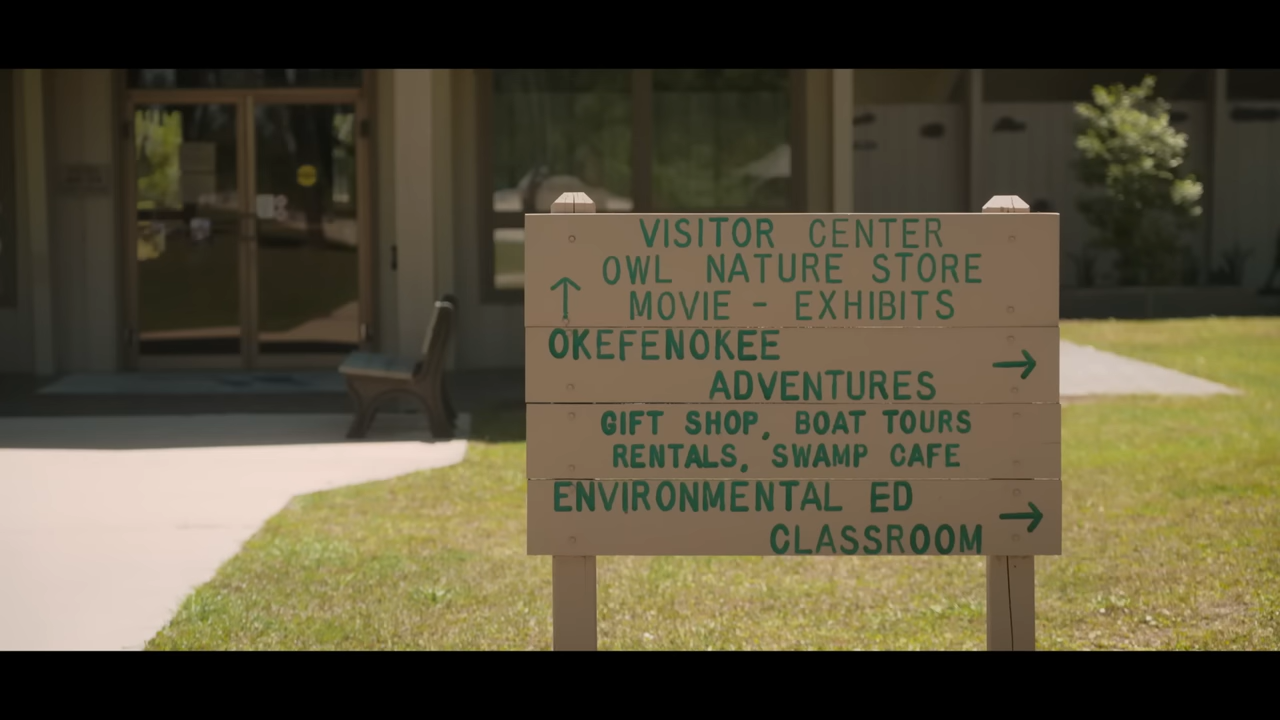 VISITOR CENTER
OWL NATURE STORE
MOVIE - EXHIBITS
OKEFENOKEE
ADVENTURES
GIFT SHOP, BOAT TOURS
RENTALS, SWAMP CAFE
ENVIRONMENTAL ED
CLASSROOM